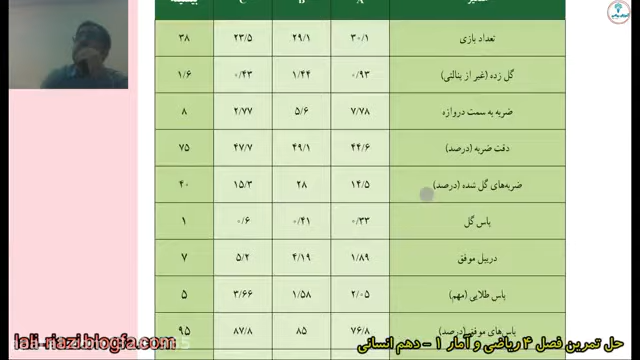 متغیر A B C بیشینه
تعداد بازی ۳۰/۱ ۲۹/۱ ۲۳/۵ ۳۸
گل زده (غیر از پنالتی) ۰/۹۳ ۱/۴۴ ۰/۴۳ ۱/۶
ضربه به سمت دروازه ۷/۷۸ ۵/۶ ۲/۷۷ ۸
دقت ضربه (درصد) ۴۴/۶ ۴۹/۱ ۴۷/۷ ۷۵
ضربه‌های گل شده (درصد) ۱۴/۵ ۲۸ ۱۵/۳ ۴۰
پاس گل ۰/۳۳ ۰/۴۱ ۰/۶ ۱
دریبل موفق ۱/۸۹ ۴/۱۹ ۵/۲ ۷
پاس طلایی (مهم) ۲/۰۵ ۱/۵۸ ۳/۶۶ ۵
پاس‌های موفق (درصد) ۷۶/۸ ۸۵ ۸۷/۸ ۹۵
حل تمرین فصل ۴ ریاضی و آمار ۱ - دهم انسانی
lali-riazi.blogfa.com